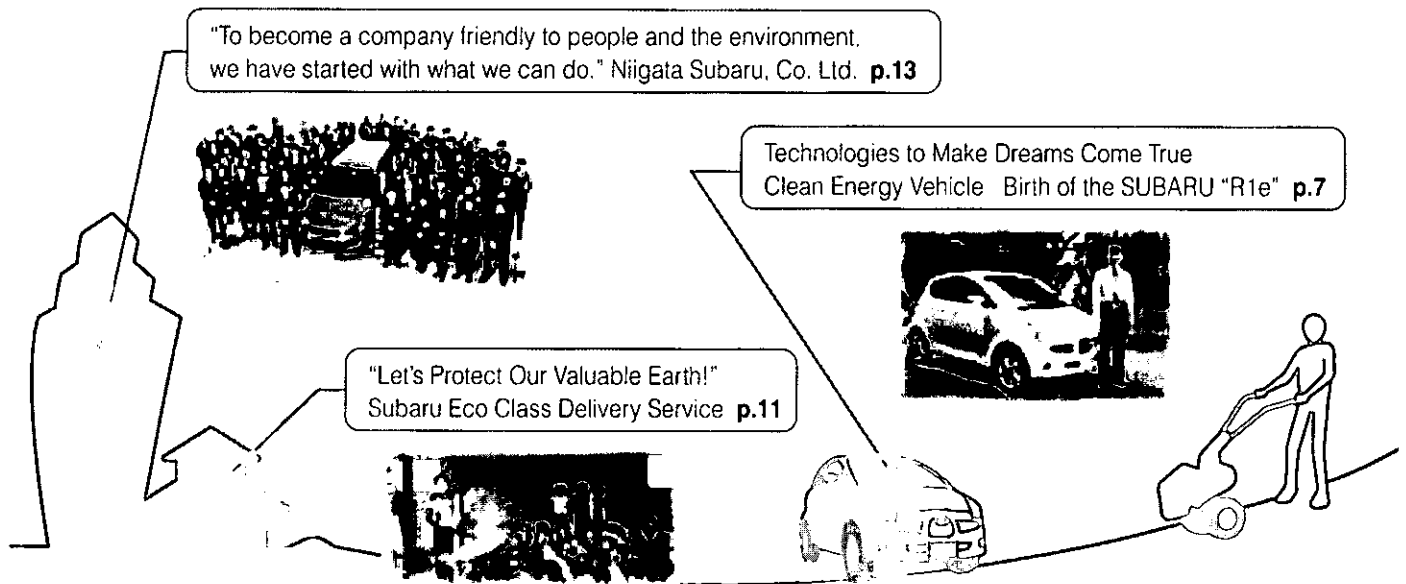 “To become a company friendly to people and the environment,
we have started with what we can do.” Niigata Subaru, Co. Ltd. p.13
Technologies to Make Dreams Come True
Clean Energy Vehicle Birth of the SUBARU “R1e” p.7
“Let's Protect Our Valuable Earth!”
Subaru Eco Class Delivery Service p.11